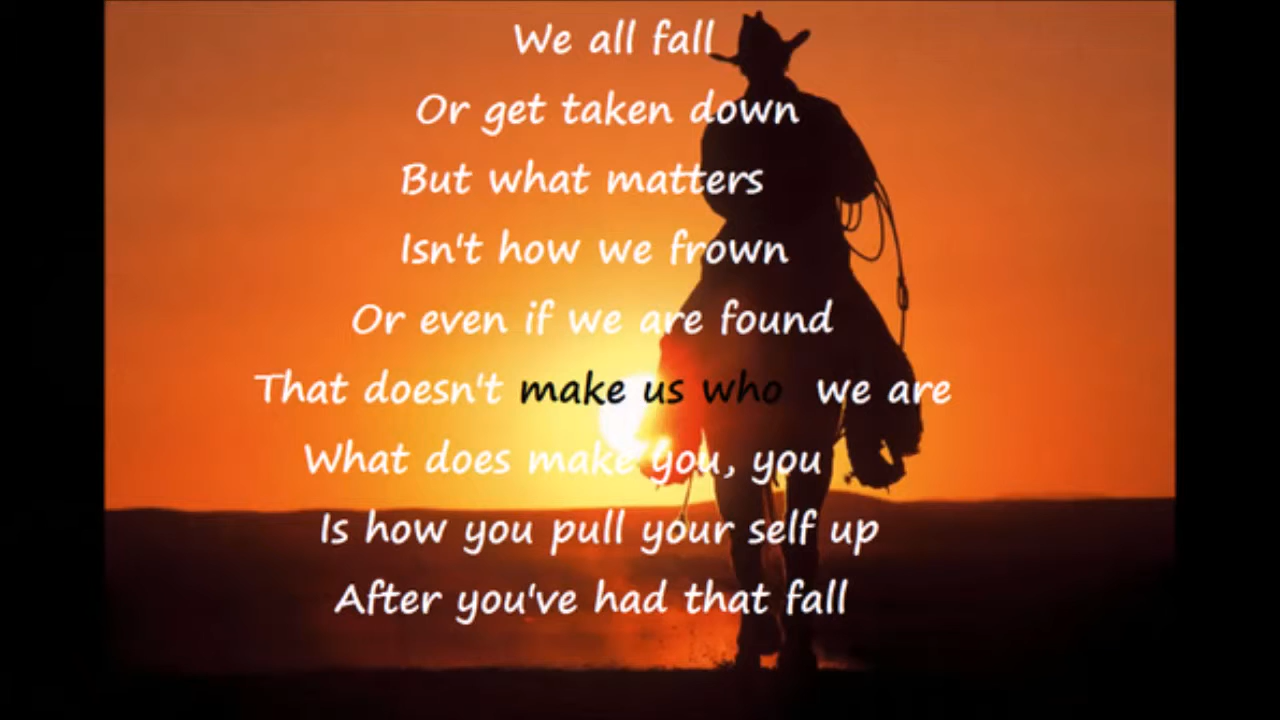 We all fall
Or get taken down
But what matters
Isn't how we frown
Or even if we are found
That doesn't make us who we are
What does make you, you
Is how you pull your self up
After you've had that fall